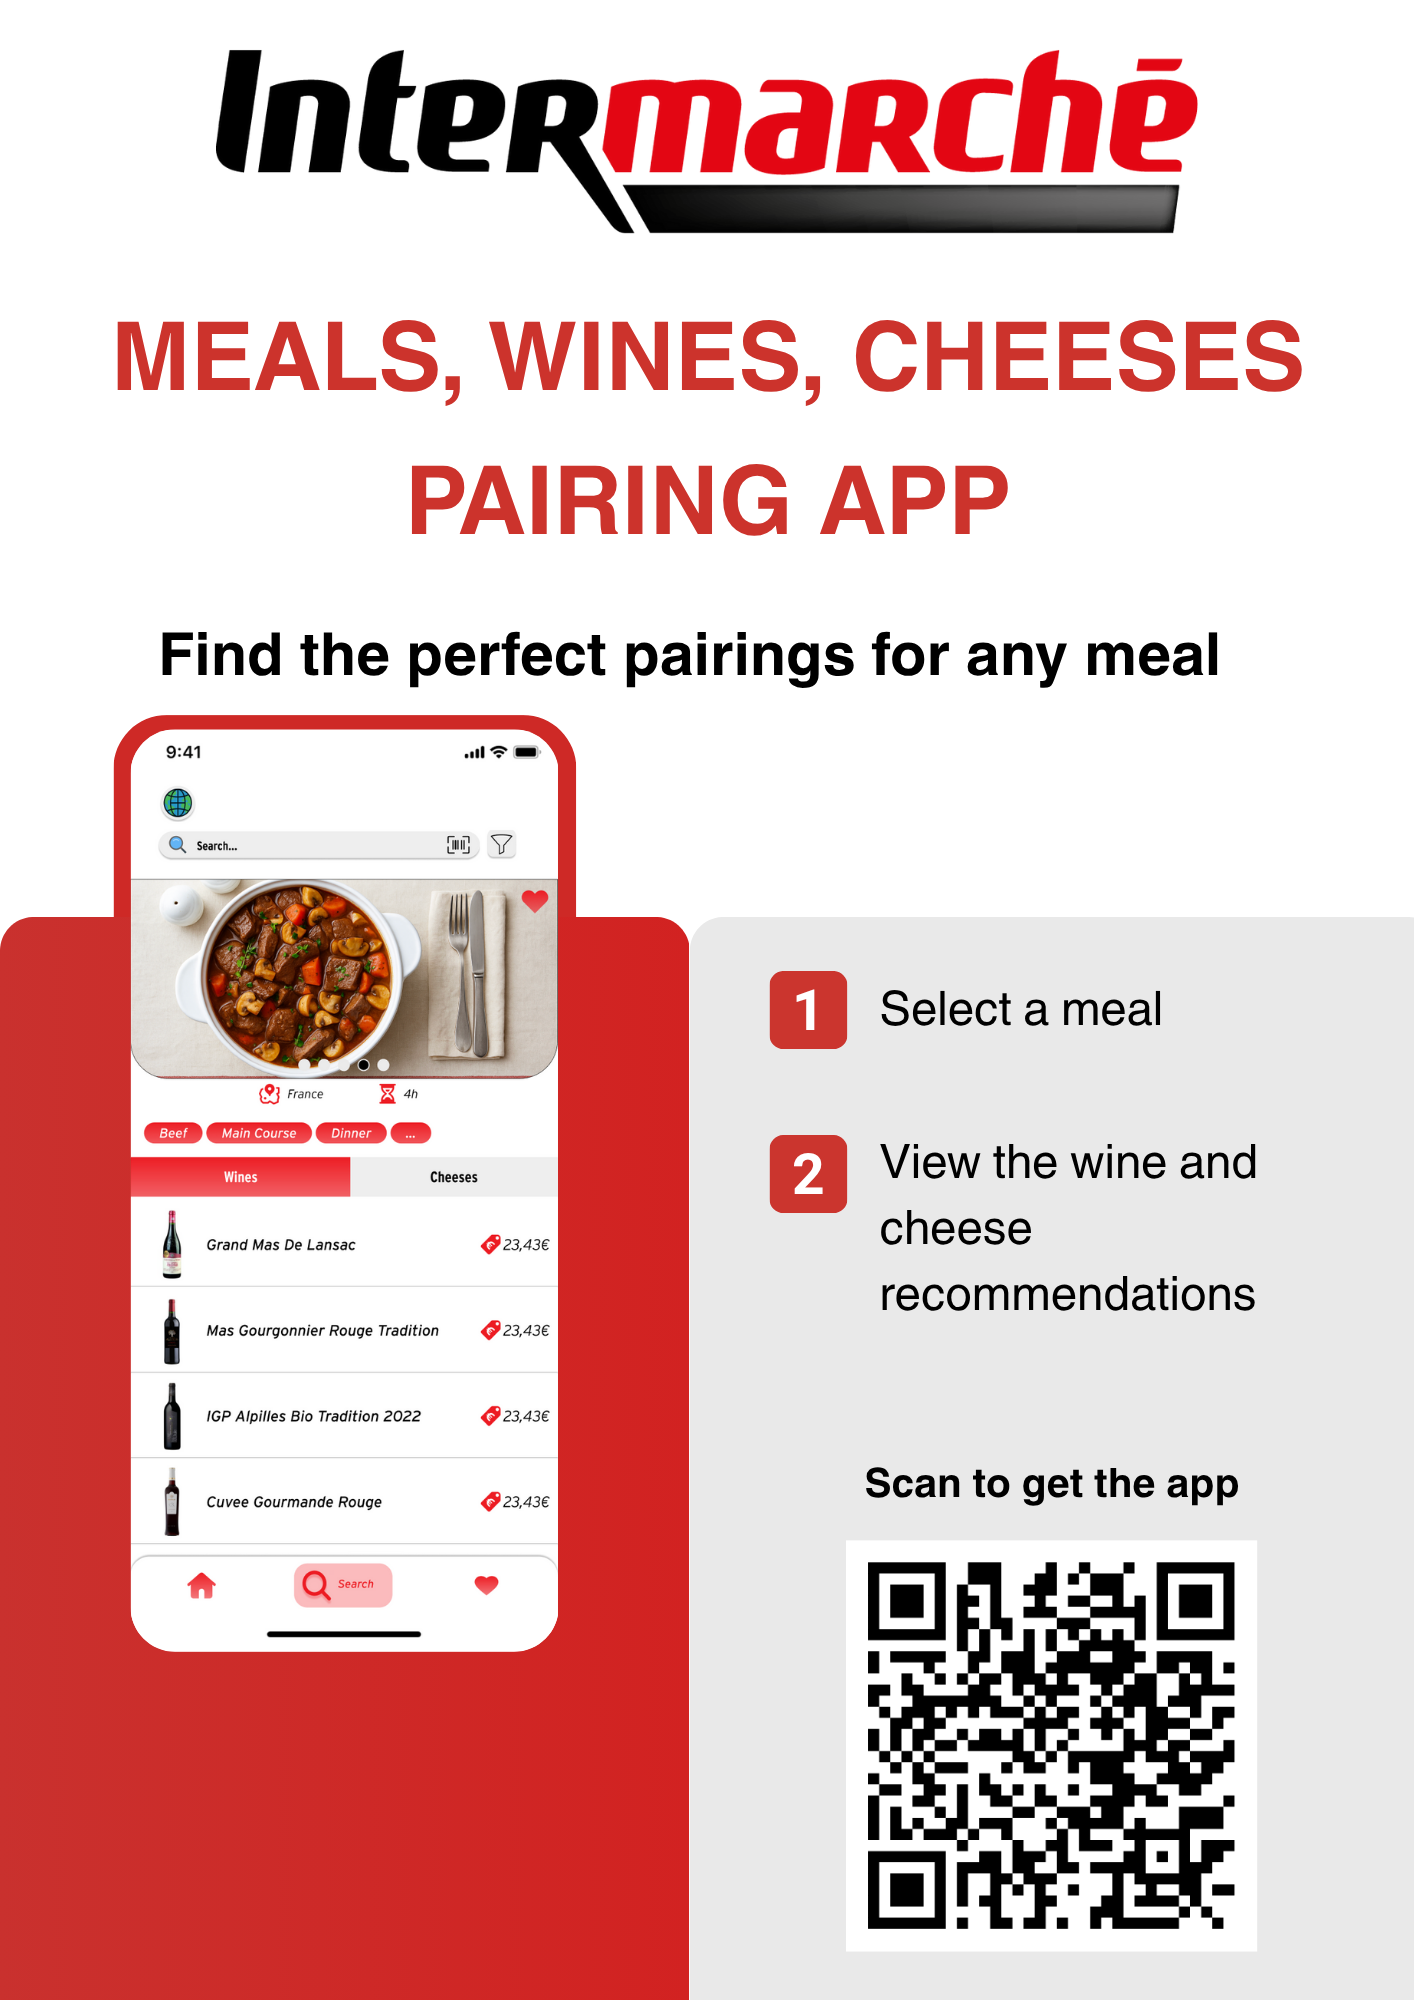 Intermarchē
MEALS, WINES, CHEESES
PAIRING APP
Find the perfect pairings for any meal
9:41
Search...
France
4h
Beef
Main Course
Dinner
...
Wines
Cheeses
Grand Mas De Lansac
23,43€
Mas Gourgonnier Rouge Tradition
23,43€
IGP Alpilles Bio Tradition 2022
23,43€
Cuvee Gourmande Rouge
23,43€
Search
1
Select a meal
2
View the wine and
cheese
recommendations
Scan to get the app